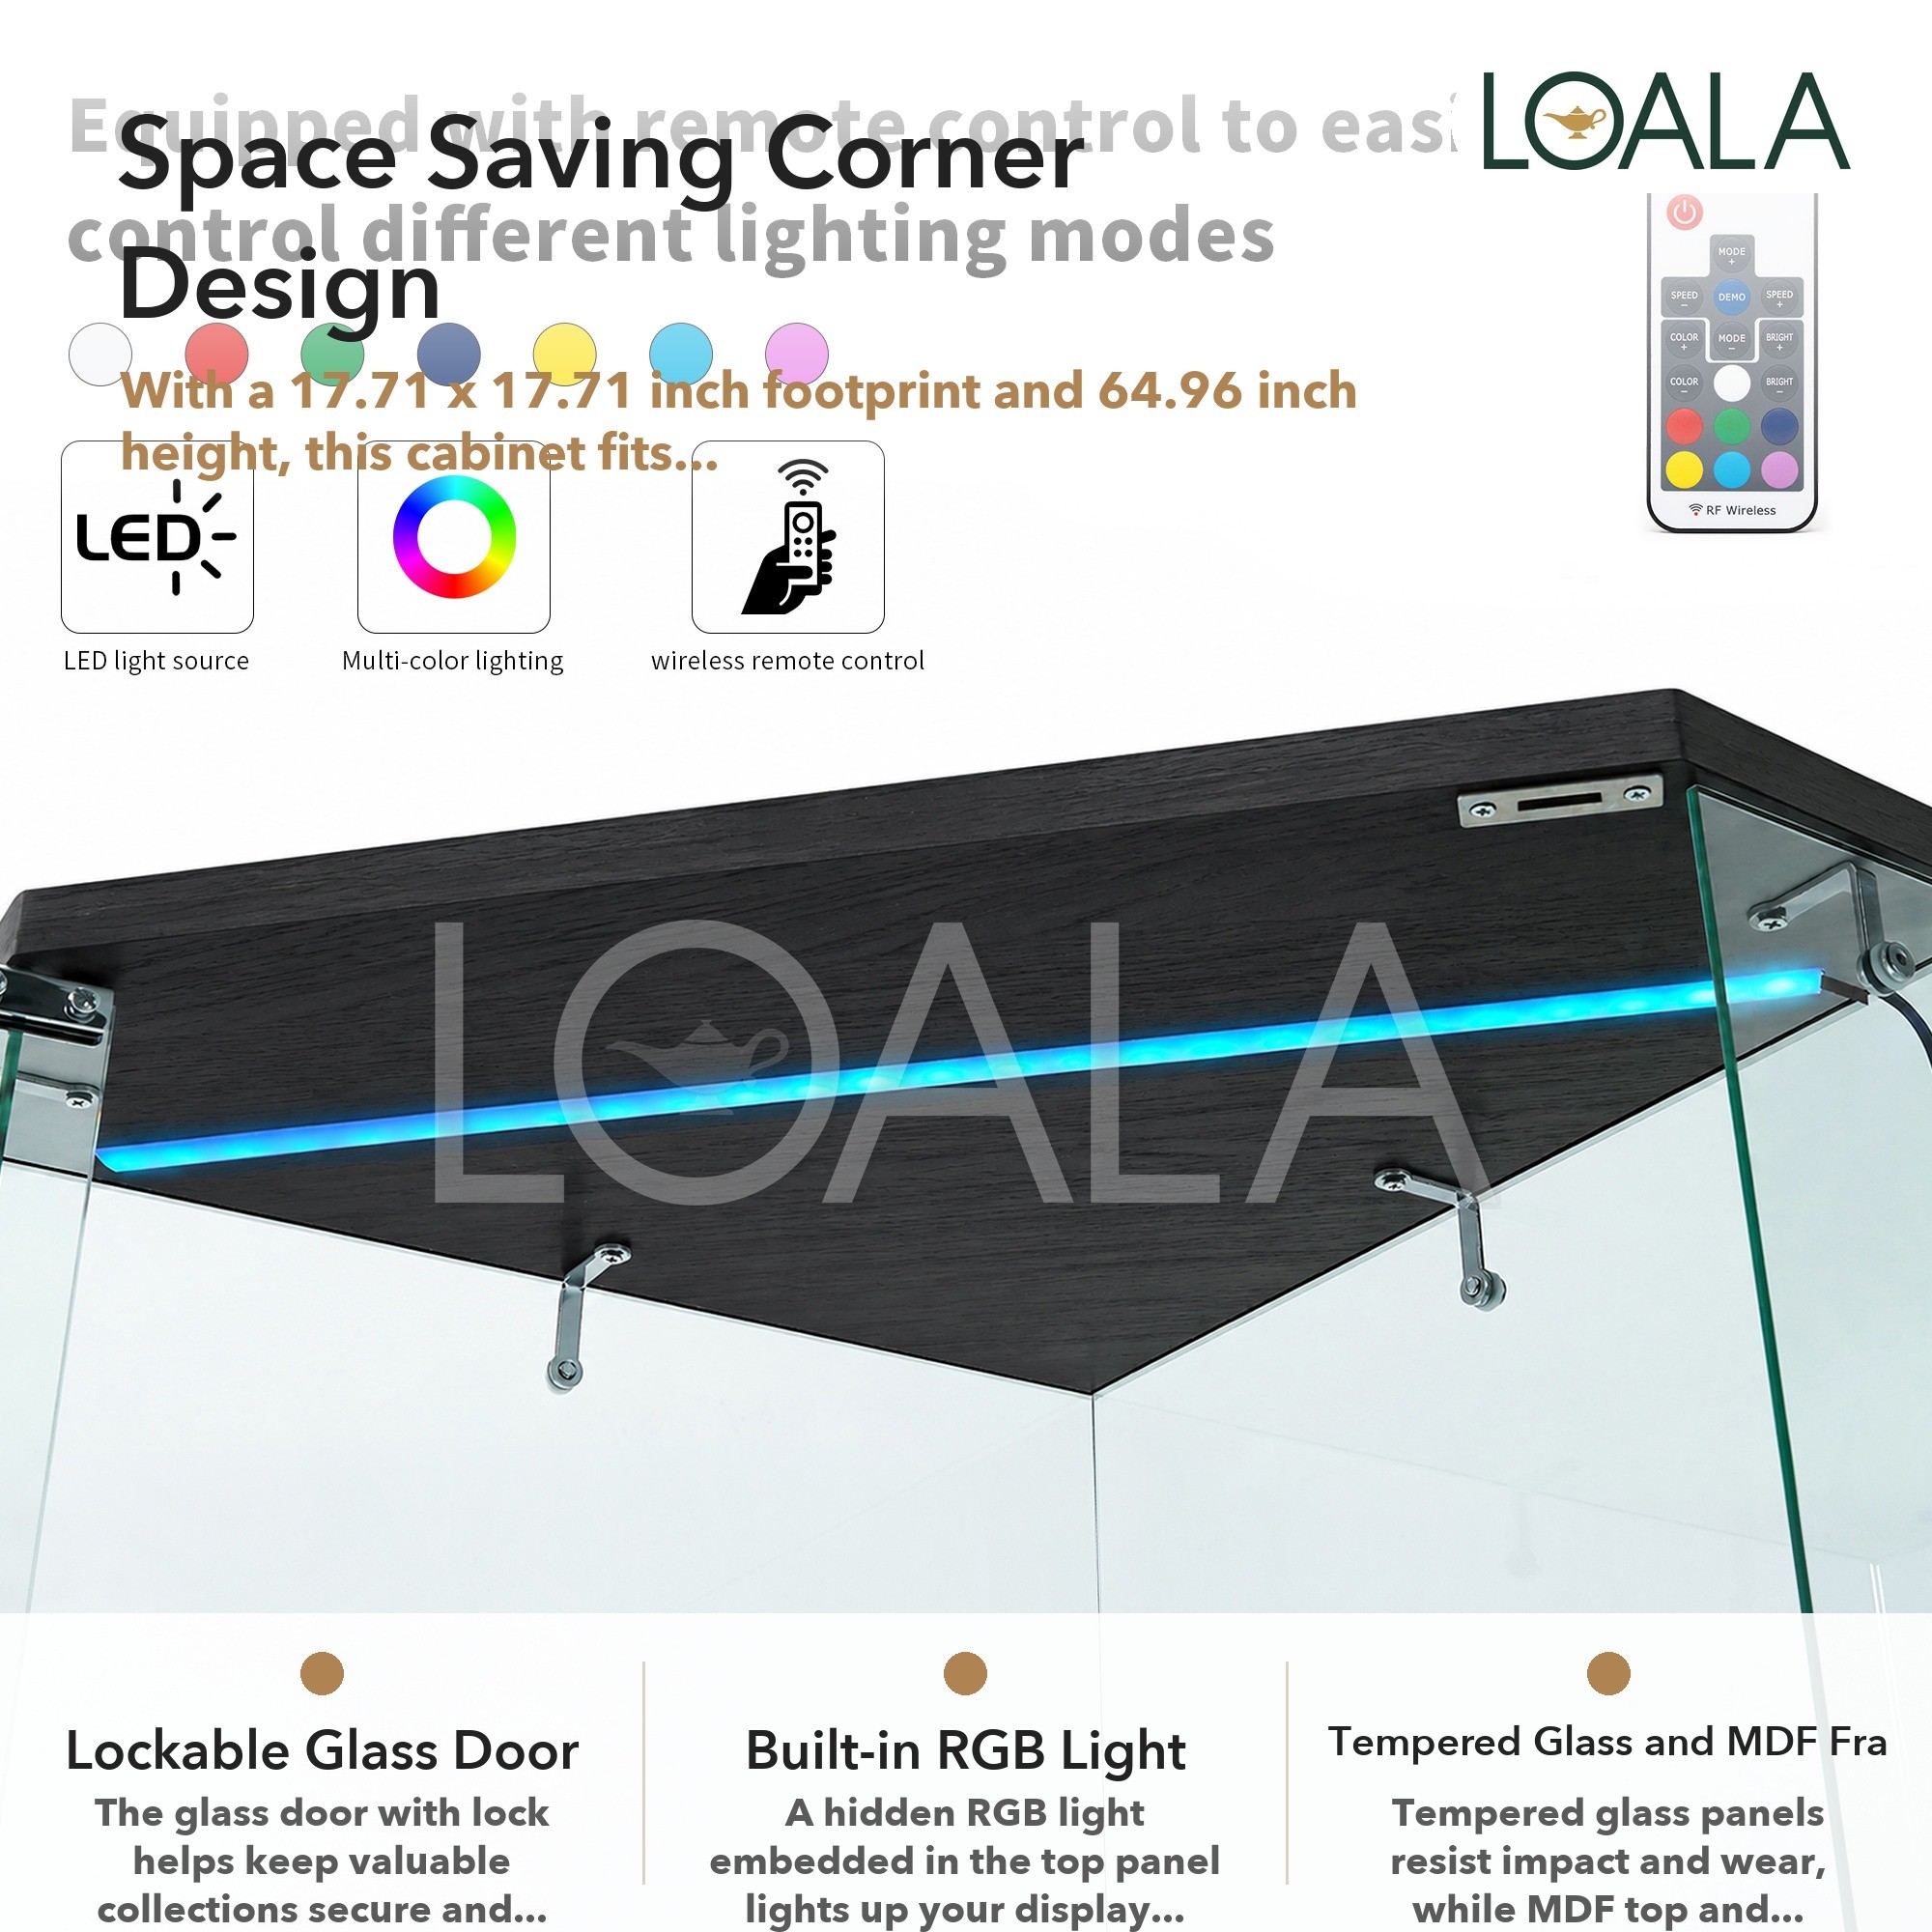 LOALA
Equipped with remote control to easi
control different lighting modes
Space Saving Corner
Design
With a 17.71 x 17.71 inch footprint and 64.96 inch
height, this cabinet fits...
MODE +
SPEED − DEMO SPEED +
COLOR + MODE − BRIGHT +
COLOR − BRIGHT −
RF Wireless
LED
LED light source
Multi-color lighting
wireless remote control
LOALA
Lockable Glass Door
The glass door with lock
helps keep valuable
collections secure and...
Built-in RGB Light
A hidden RGB light
embedded in the top panel
lights up your display...
Tempered Glass and MDF Fra
Tempered glass panels
resist impact and wear,
while MDF top and...